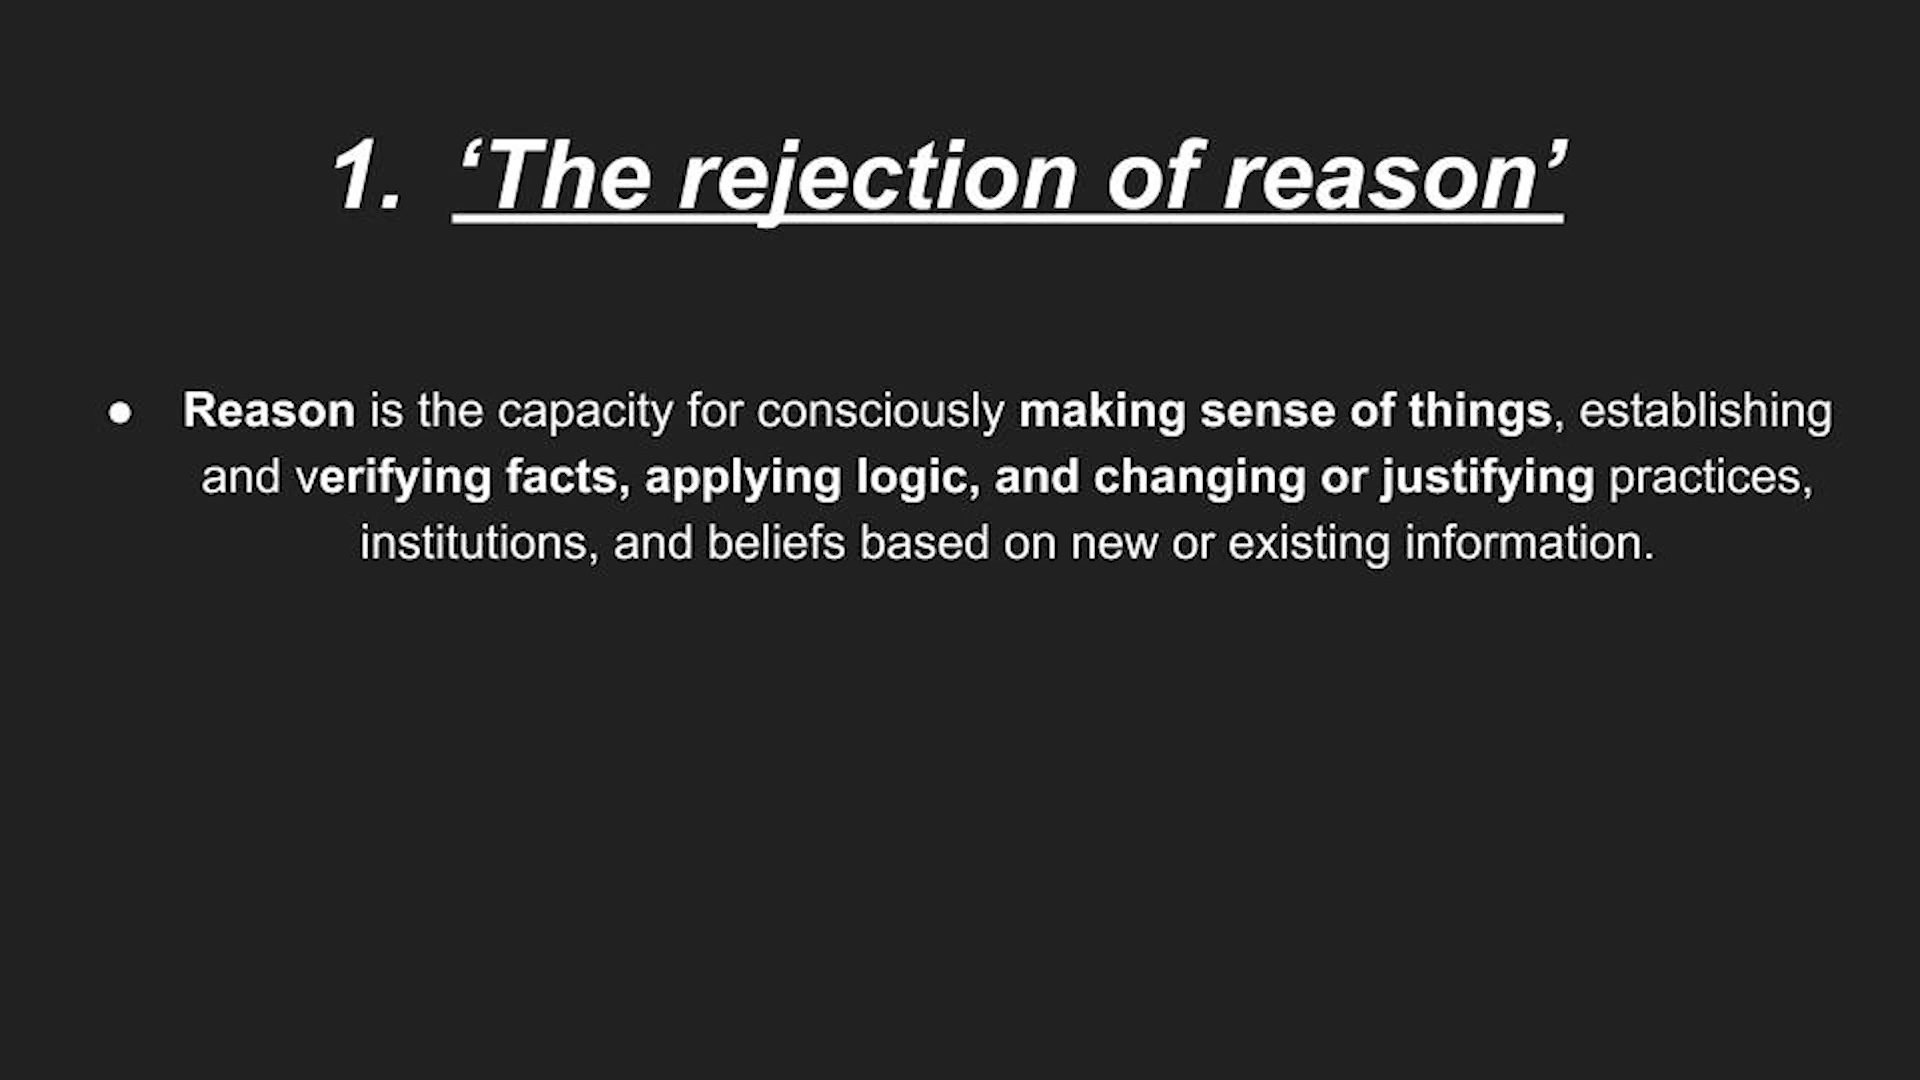 1. ‘The rejection of reason’
● Reason is the capacity for consciously making sense of things, establishing
and verifying facts, applying logic, and changing or justifying practices,
institutions, and beliefs based on new or existing information.